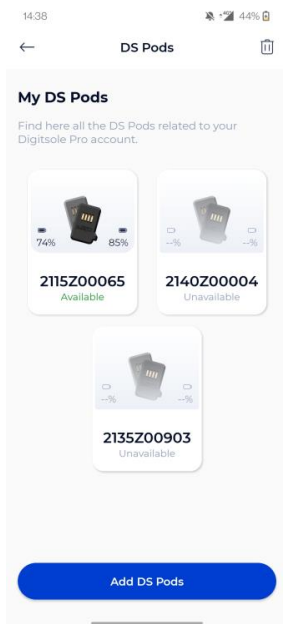 14:38
44%
DS Pods
My DS Pods
Find here all the DS Pods related to your
Digitsole Pro account.
74%
85%
--%
--%
2115Z00065
2140Z00004
Available
Unavailable
--%
--%
2135Z00903
Unavailable
Add DS Pods